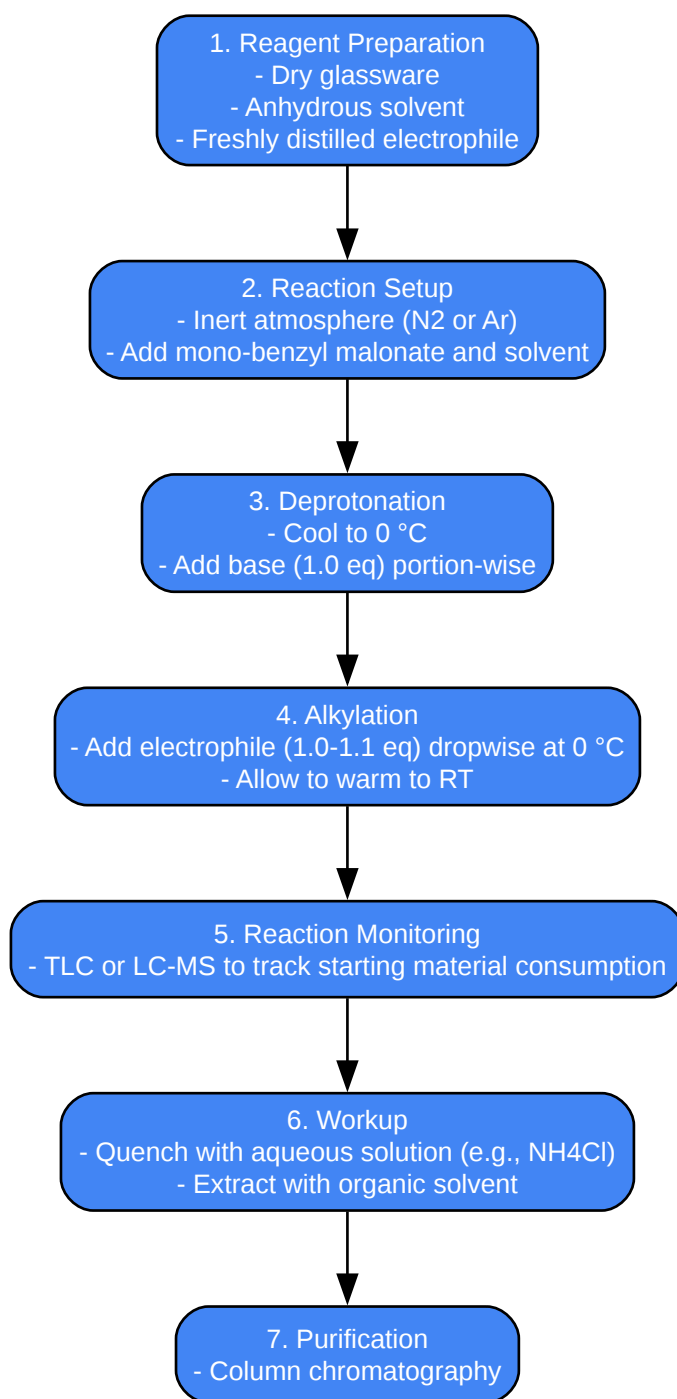 1. Reagent Preparation
- Dry glassware
- Anhydrous solvent
- Freshly distilled electrophile
2. Reaction Setup
- Inert atmosphere (N2 or Ar)
- Add mono-benzyl malonate and solvent
3. Deprotonation
- Cool to 0 °C
- Add base (1.0 eq) portion-wise
4. Alkylation
- Add electrophile (1.0-1.1 eq) dropwise at 0 °C
- Allow to warm to RT
5. Reaction Monitoring
- TLC or LC-MS to track starting material consumption
6. Workup
- Quench with aqueous solution (e.g., NH4Cl)
- Extract with organic solvent
7. Purification
- Column chromatography